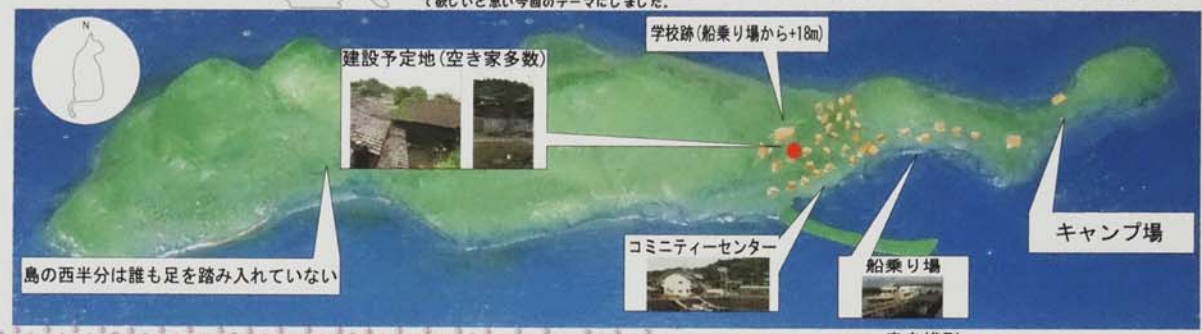 て欲しいと思い今回のテーマにしました。
N
建設予定地(空き家多数)
学校跡(船乗り場から+18m)
島の西半分は誰も足を踏み入れていない
コミニティーセンター
船乗り場
キャンプ場